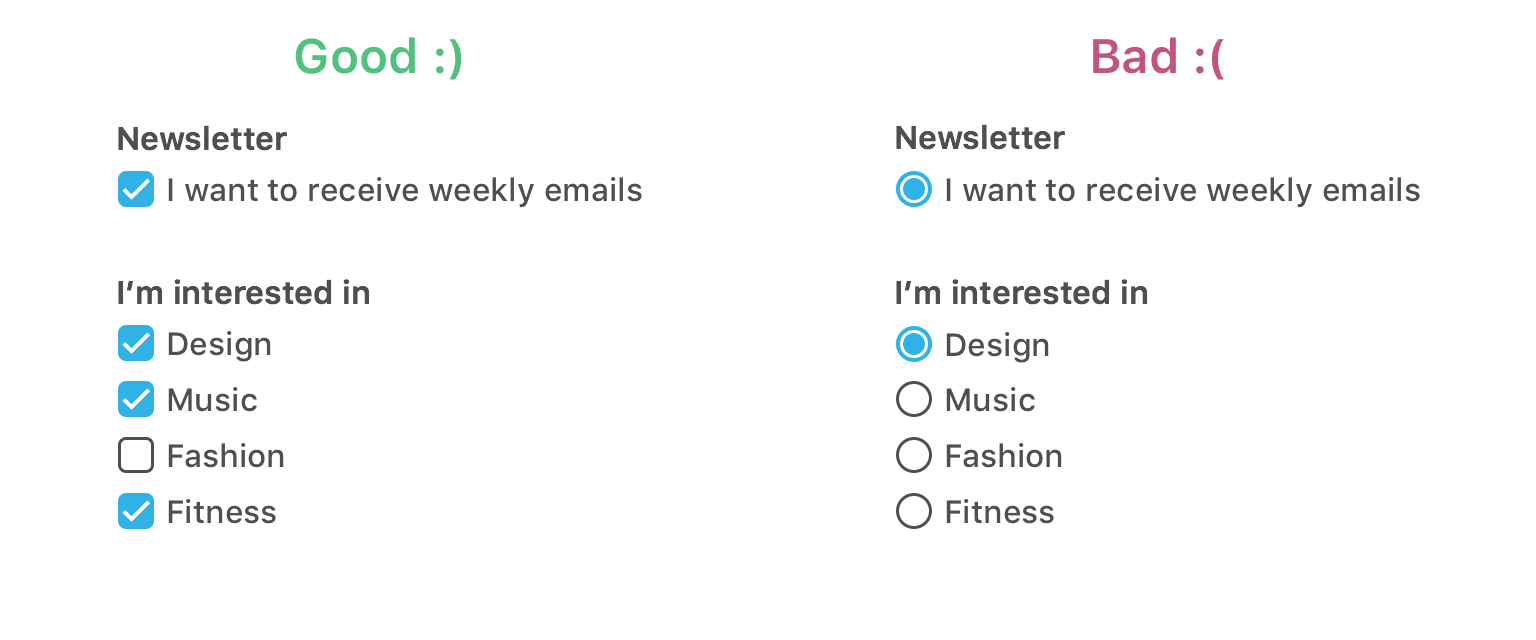 Good :)
Newsletter
I want to receive weekly emails
I’m interested in
Design
Music
Fashion
Fitness
Bad :(
Newsletter
I want to receive weekly emails
I’m interested in
Design
Music
Fashion
Fitness